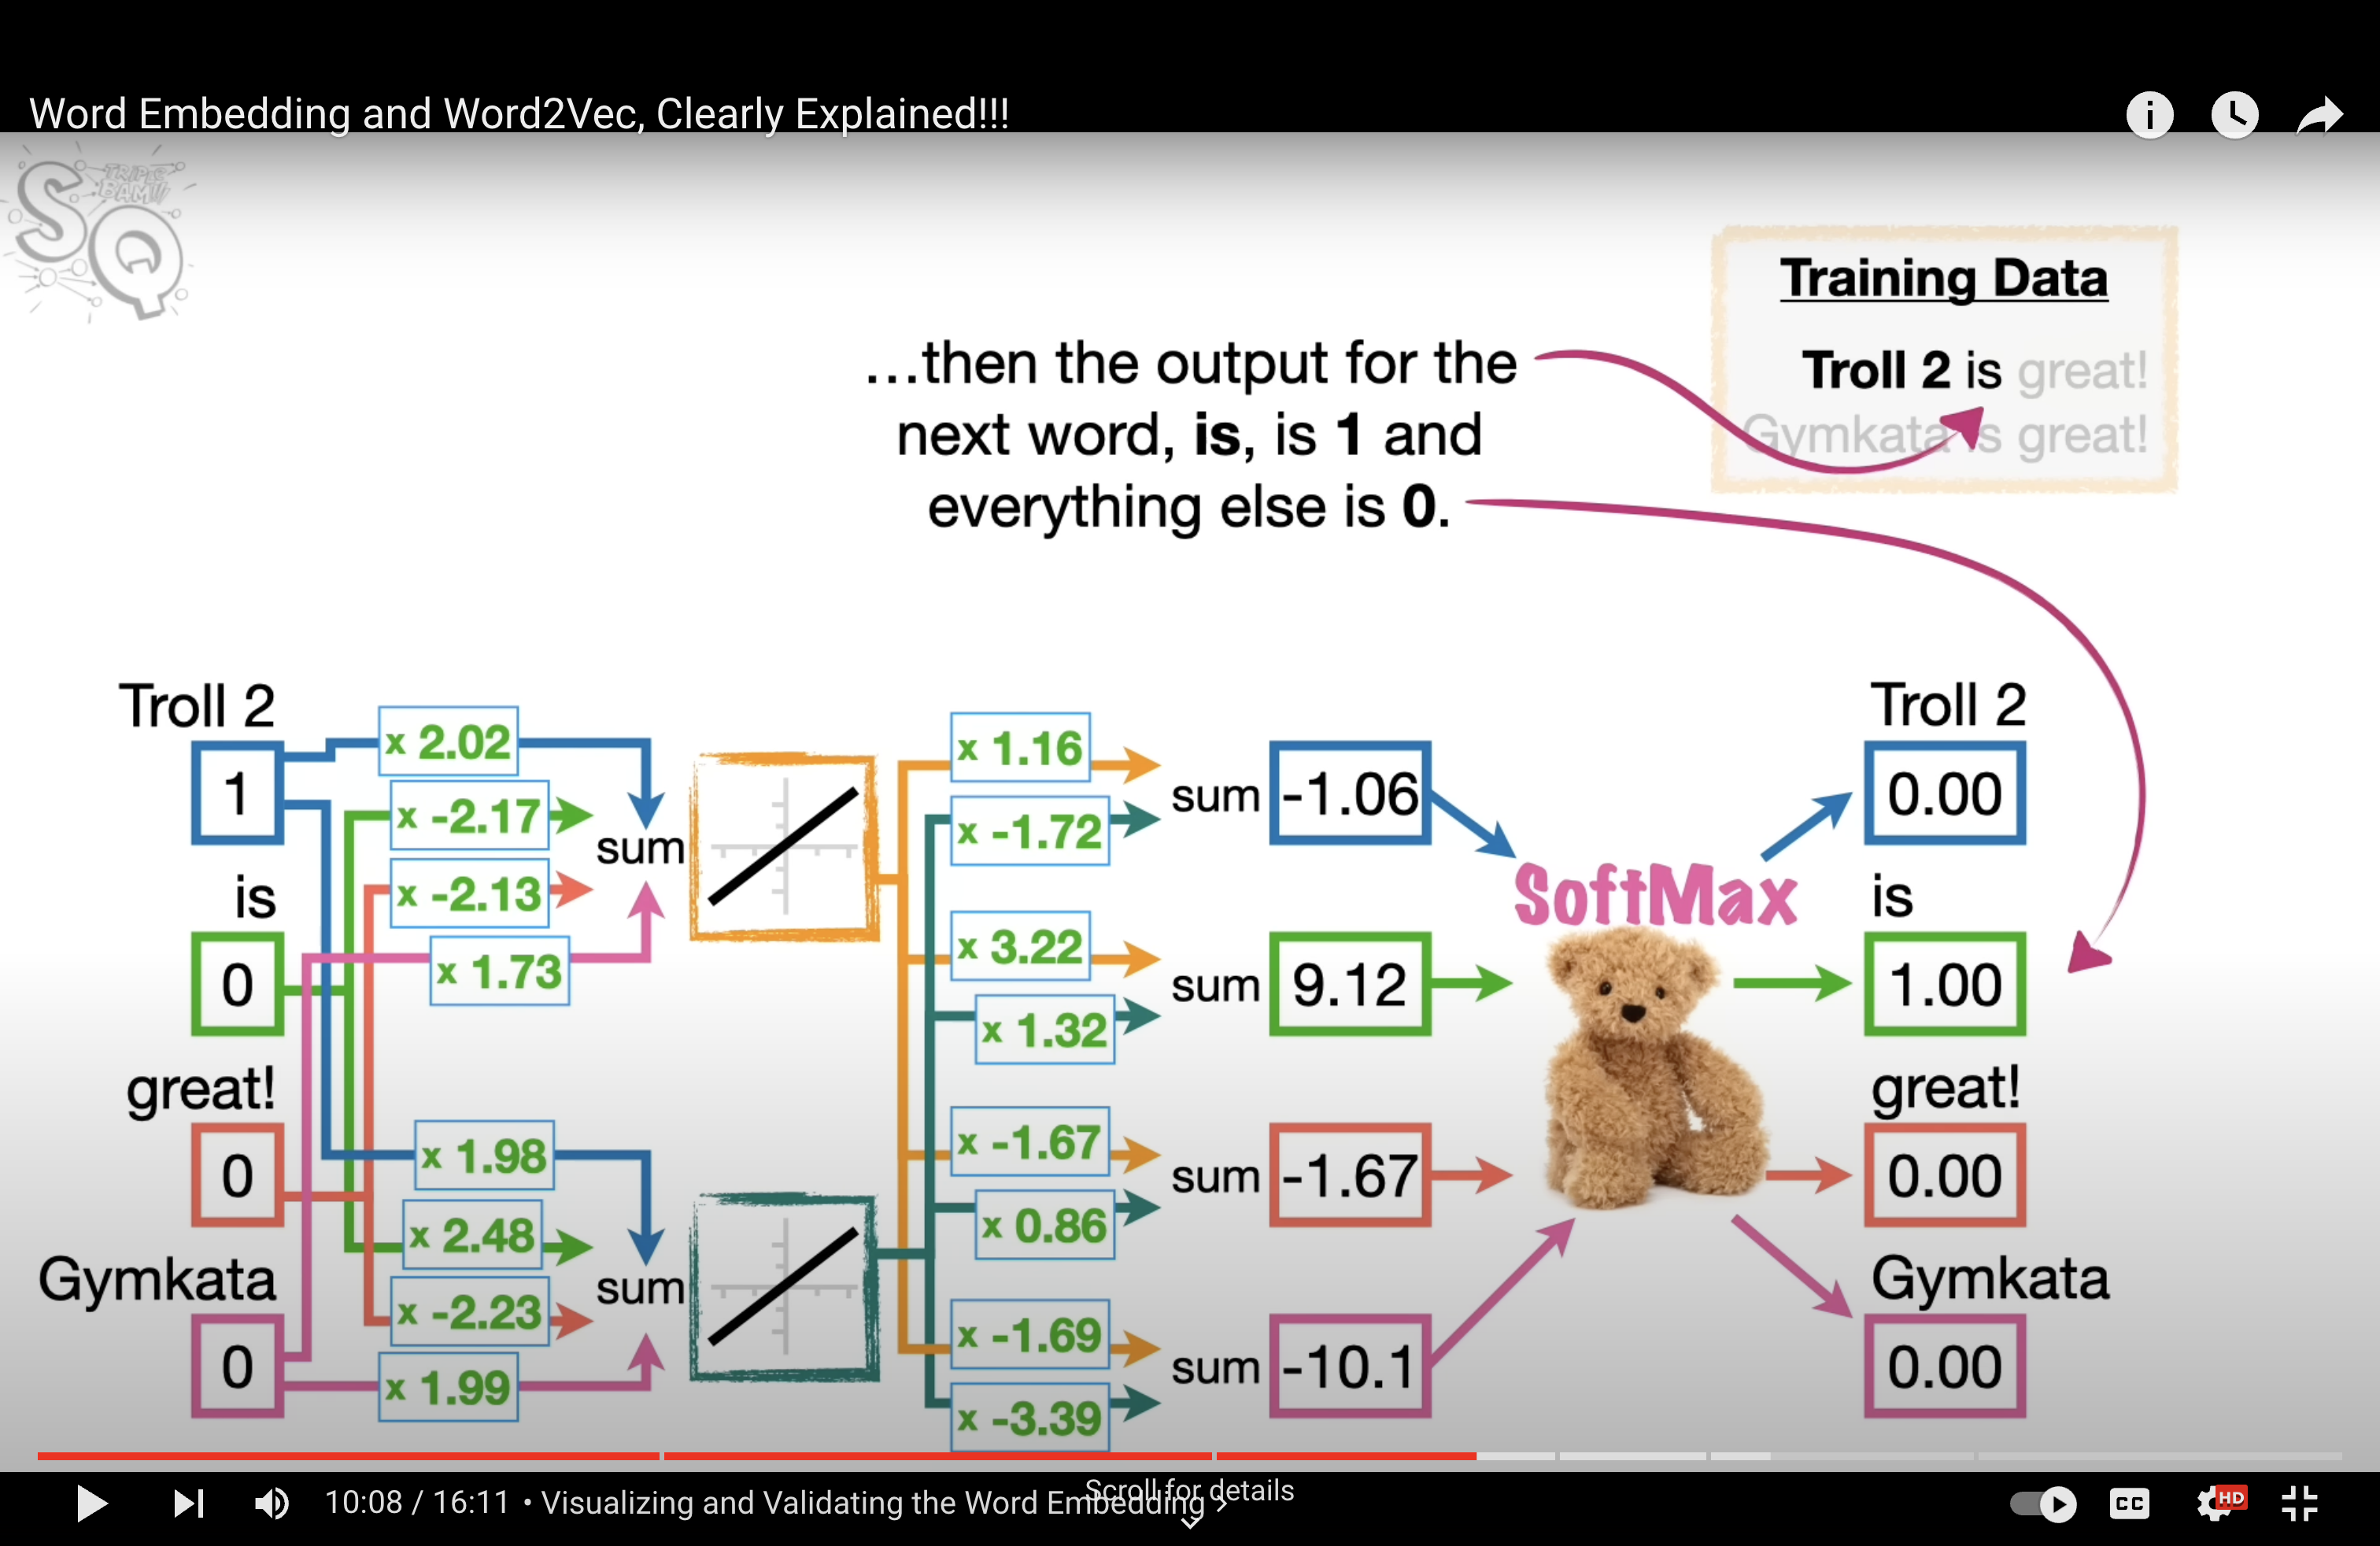 Word Embedding and Word2Vec, Clearly Explained!!!
SQ
TRIPLE
BAM!!!
Training Data
Troll 2 is great!
Gymkata is great!
...then the output for the
next word, is, is 1 and
everything else is 0.
Troll 2
1
is
0
great!
0
Gymkata
0
x 2.02
x -2.17
x -2.13
x 1.73
sum
x 1.98
x 2.48
x -2.23
x 1.99
sum
x 1.16
x -1.72
sum -1.06
x 3.22
x 1.32
sum 9.12
x -1.67
x 0.86
sum -1.67
x -1.69
x -3.39
sum -10.1
SoftMax
Troll 2
0.00
is
1.00
great!
0.00
Gymkata
0.00
10:08 / 16:11 • Visualizing and Validating the Word Embedding
Scroll for details
CC
HD